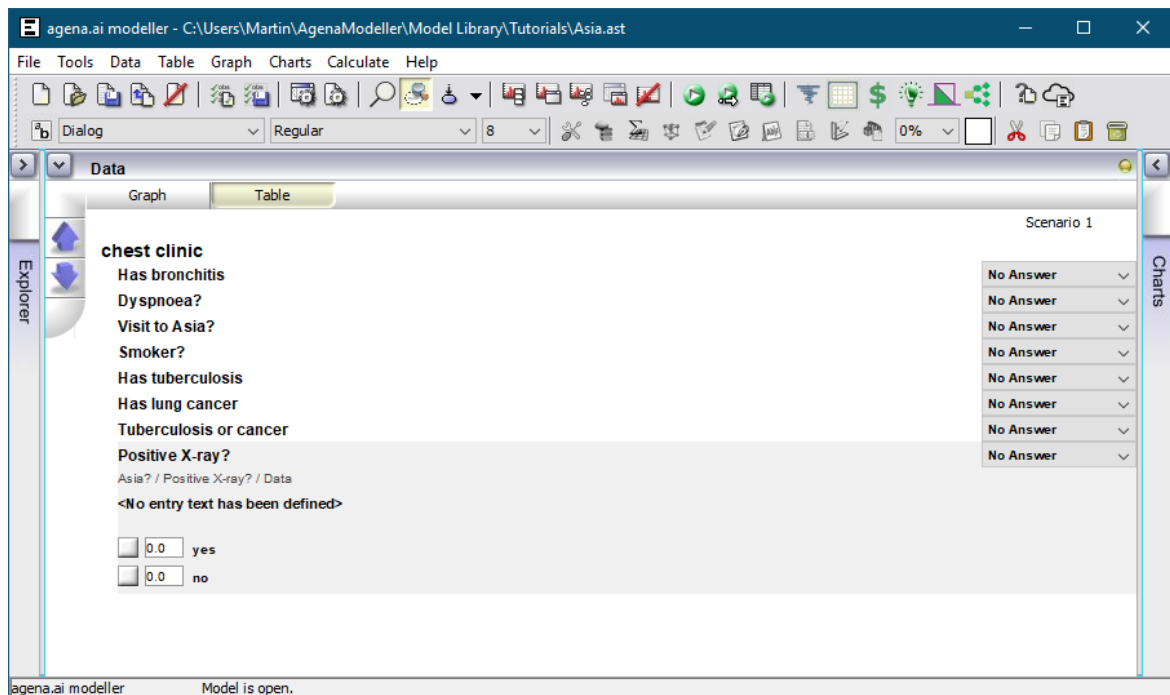 agena.ai modeller - C:\Users\Martin\AgenaModeller\Model Library\Tutorials\Asia.ast
File Tools Data Table Graph Charts Calculate Help
Dialog Regular 8 0%
Data
Graph Table
Scenario 1
chest clinic
Has bronchitis No Answer
Dyspnoea? No Answer
Visit to Asia? No Answer
Smoker? No Answer
Has tuberculosis No Answer
Has lung cancer No Answer
Tuberculosis or cancer No Answer
Positive X-ray? No Answer
Asia? / Positive X-ray? / Data
<No entry text has been defined>
0.0 yes
0.0 no
Explorer
Charts
agena.ai modeller Model is open.